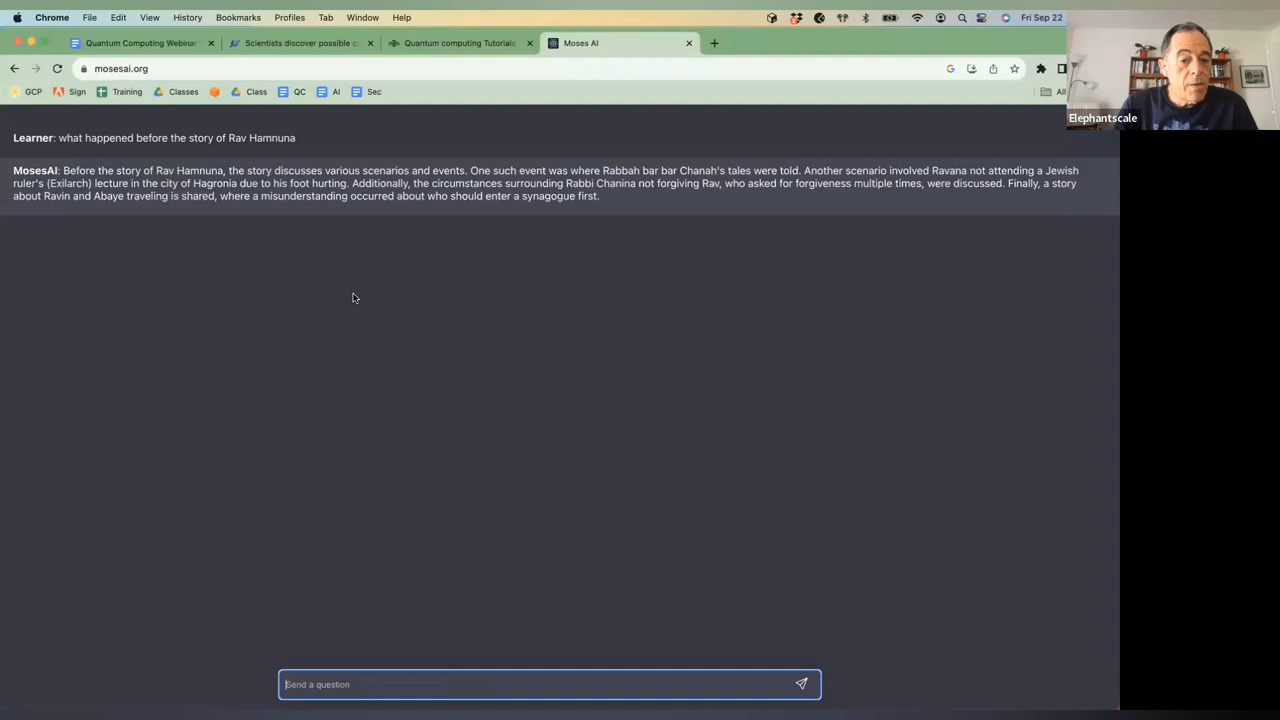 Chrome File Edit View History Bookmarks Profiles Tab Window Help Fri Sep 22
Quantum Computing Webinar Scientists discover possible c Quantum computing Tutorials Moses AI
mosesai.org
GCP Sign Training Classes Class QC AI Sec All
Elephantscale
Learner: what happened before the story of Rav Hamnuna
MosesAI: Before the story of Rav Hamnuna, the story discusses various scenarios and events. One such event was where Rabbah bar bar Chanah's tales were told. Another scenario involved Ravana not attending a Jewish
ruler's (Exilarch) lecture in the city of Hagronia due to his foot hurting. Additionally, the circumstances surrounding Rabbi Chanina not forgiving Rav, who asked for forgiveness multiple times, were discussed. Finally, a story
about Ravin and Abaye traveling is shared, where a misunderstanding occurred about who should enter a synagogue first.
Send a question